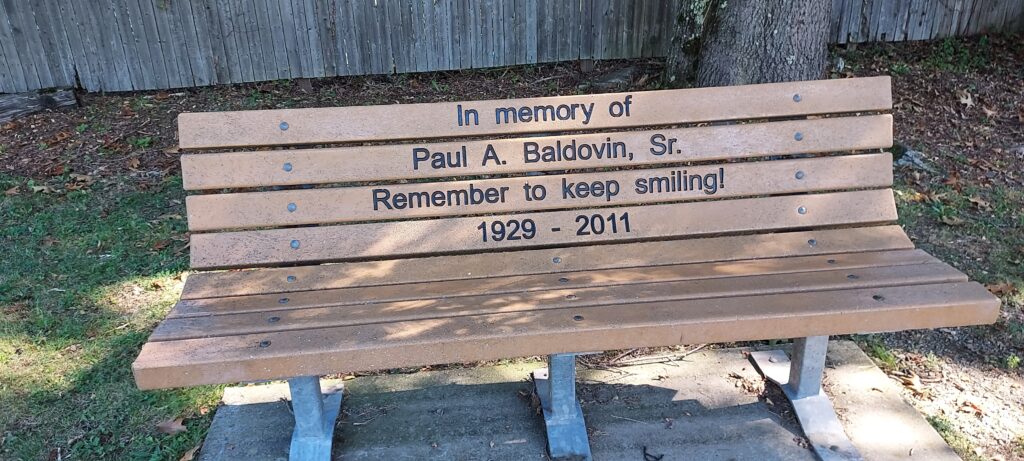 In memory of
Paul A. Baldovin, Sr.
Remember to keep smiling!
1929 - 2011